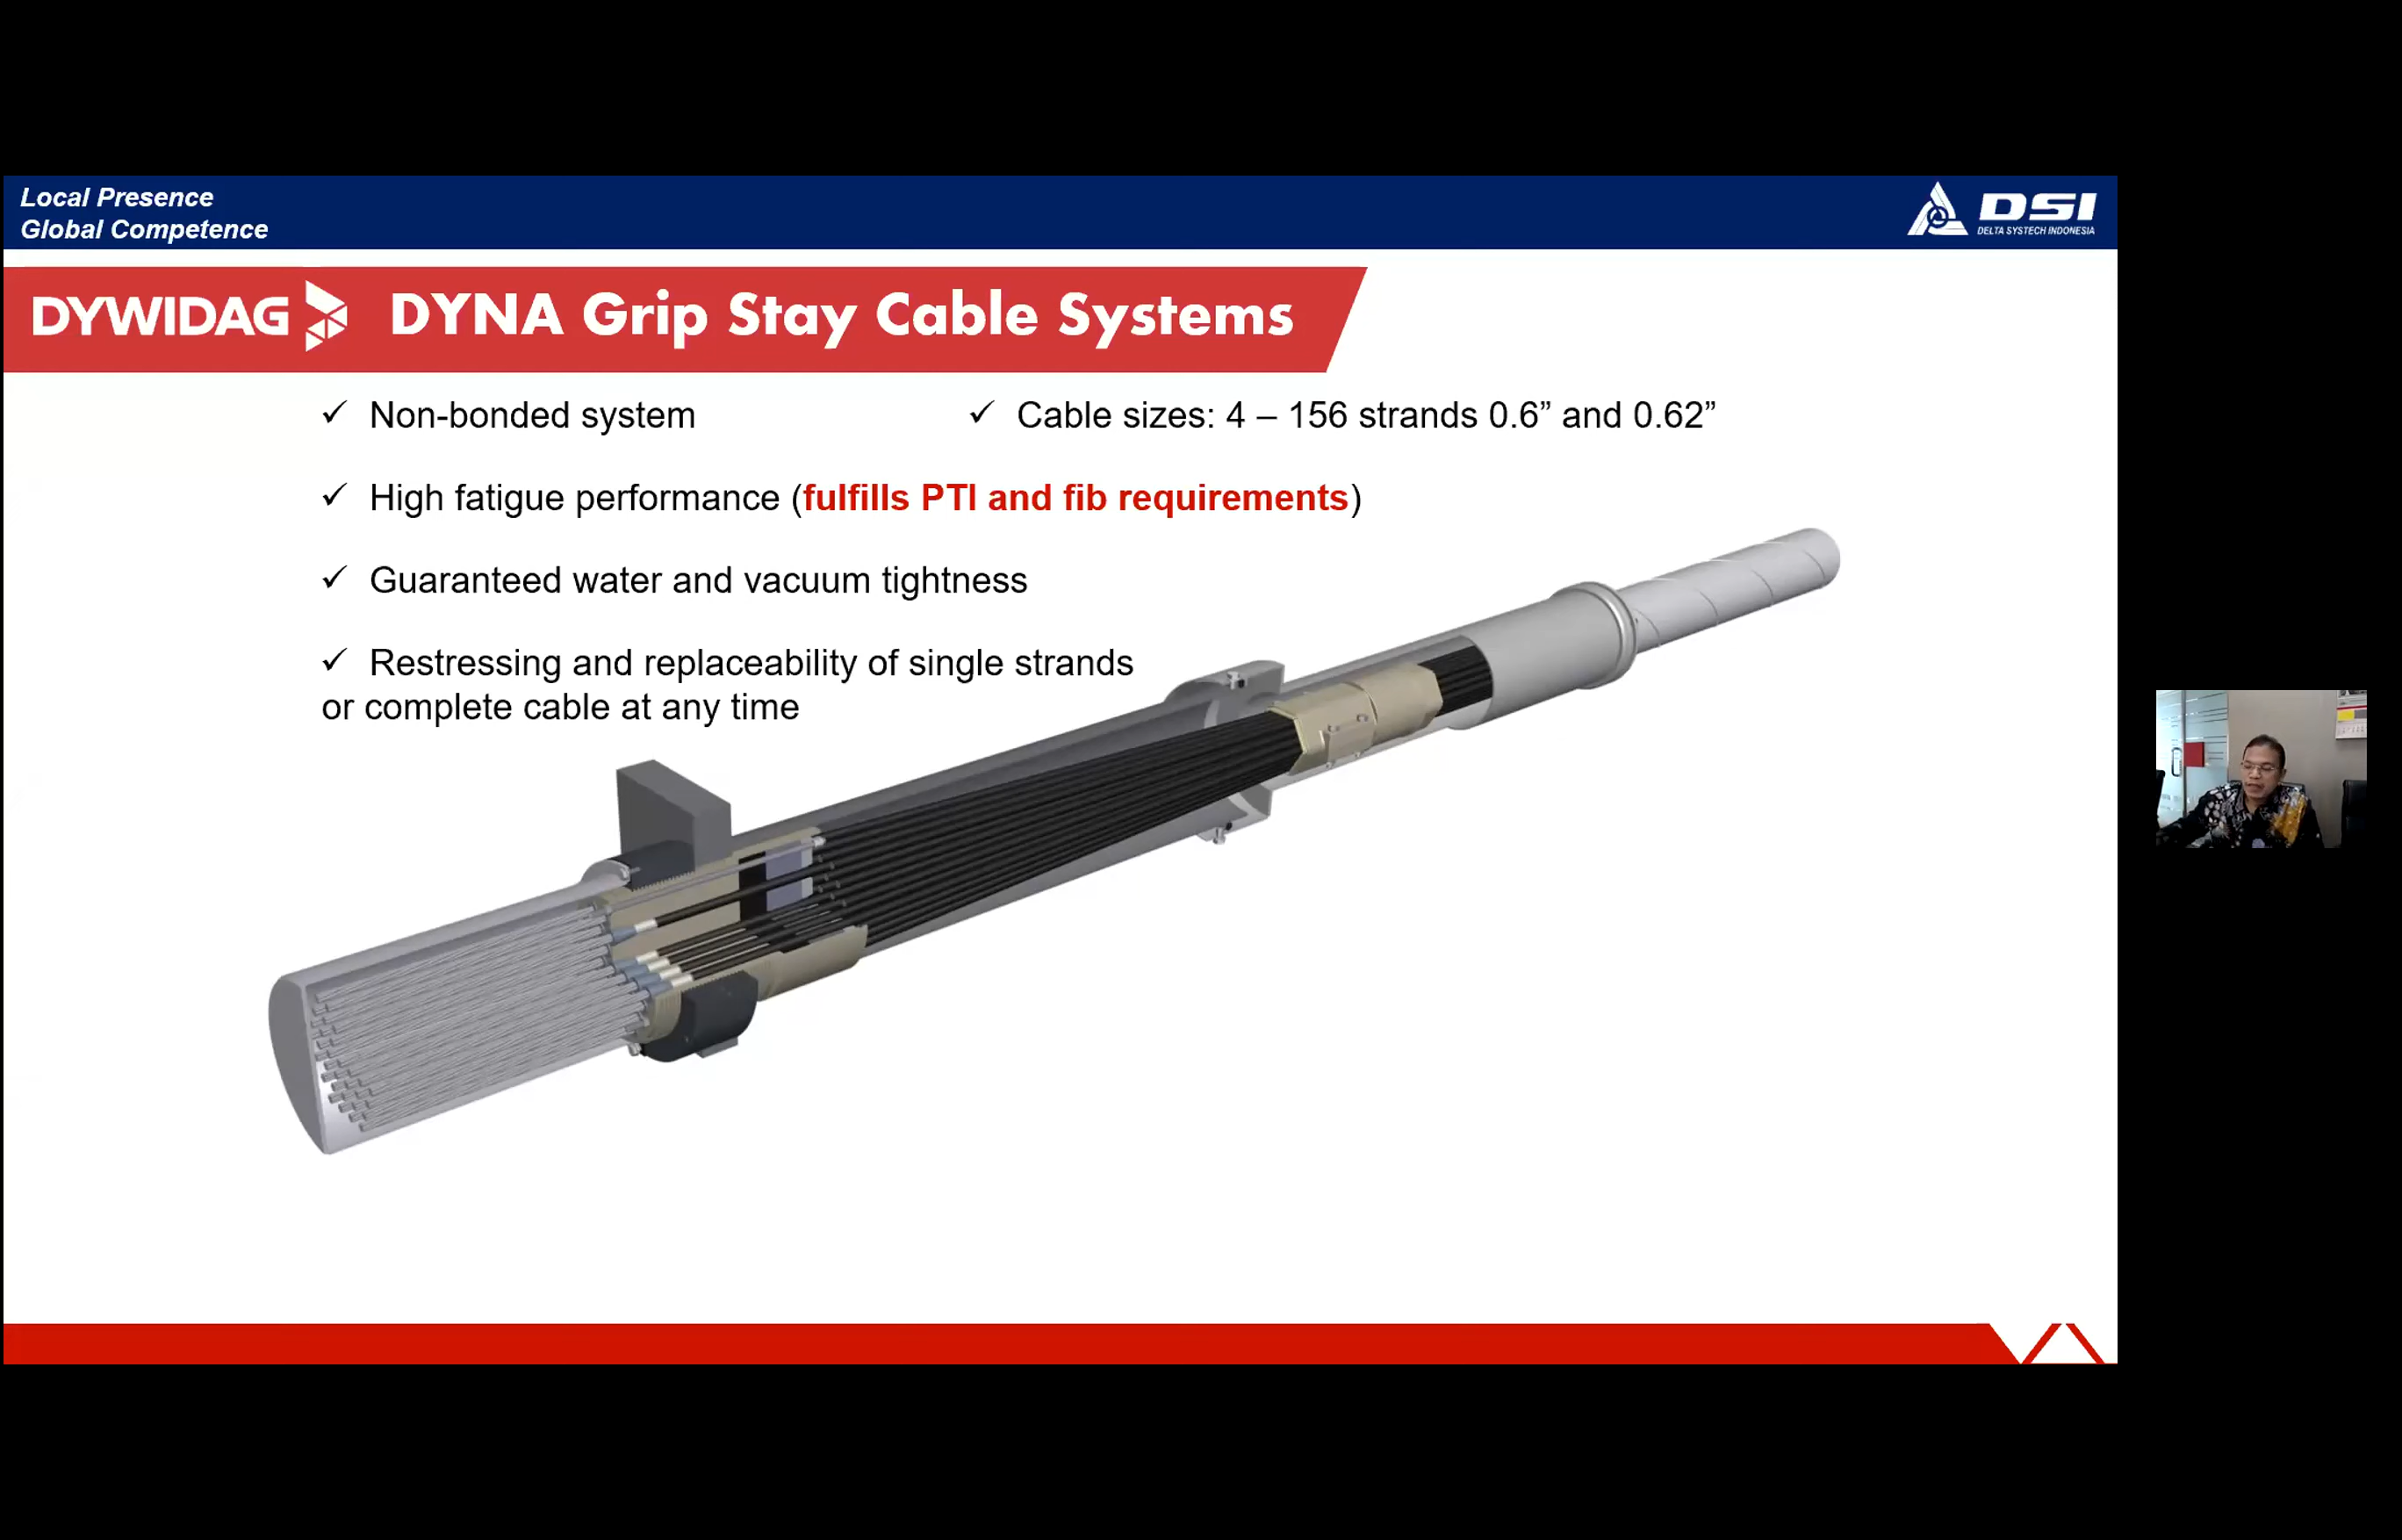 Local Presence
Global Competence
DSI
DELTA SYSTECH INDONESIA
DYWIDAG
DYNA Grip Stay Cable Systems
✓ Non-bonded system
✓ Cable sizes: 4 – 156 strands 0.6” and 0.62”
✓ High fatigue performance (fulfills PTI and fib requirements)
✓ Guaranteed water and vacuum tightness
✓ Restressing and replaceability of single strands
or complete cable at any time